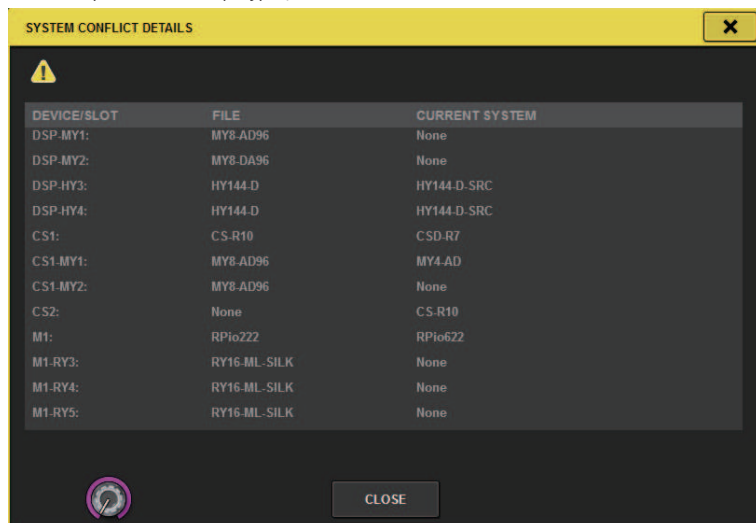 SYSTEM CONFLICT DETAILS
DEVICE/SLOT FILE CURRENT SYSTEM
DSP-MY1: MY8-AD96 None
DSP-MY2: MY8-DA96 None
DSP-HY3: HY144-D HY144-D-SRC
DSP-HY4: HY144-D HY144-D-SRC
CS1: CS-R10 CSD-R7
CS1-MY1: MY8-AD96 MY4-AD
CS1-MY2: MY8-AD96 None
CS2: None CS-R10
M1: RPio222 RPio622
M1-RY3: RY16-ML-SILK None
M1-RY4: RY16-ML-SILK None
M1-RY5: RY16-ML-SILK None
CLOSE